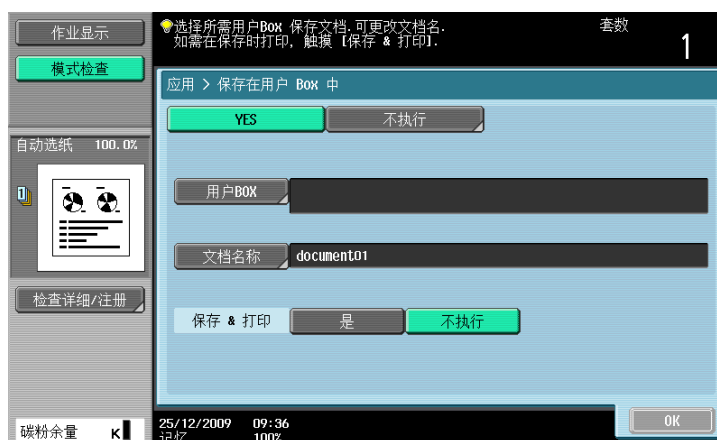 作业显示
模式检查
选择所需用户Box 保存文档.可更改文档名.
如需在保存时打印, 触摸 [保存 & 打印].
套数
1
应用 > 保存在用户 Box 中
YES
不执行
自动选纸 100.0%
1
用户BOX
文档名称
document01
检查详细/注册
保存 & 打印
是
不执行
OK
碳粉余量 K
25/12/2009 09:36
记忆 100%